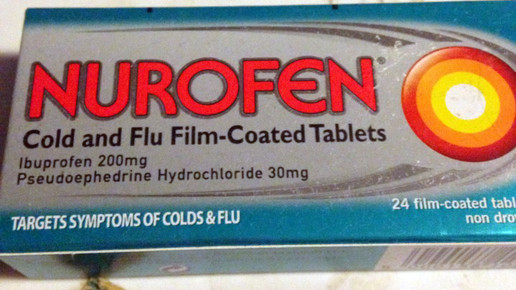 NUROFEN
Cold and Flu Film-Coated Tablets
Ibuprofen 200mg
Pseudoephedrine Hydrochloride 30mg
TARGETS SYMPTOMS OF COLDS & FLU
24 film-coated
non